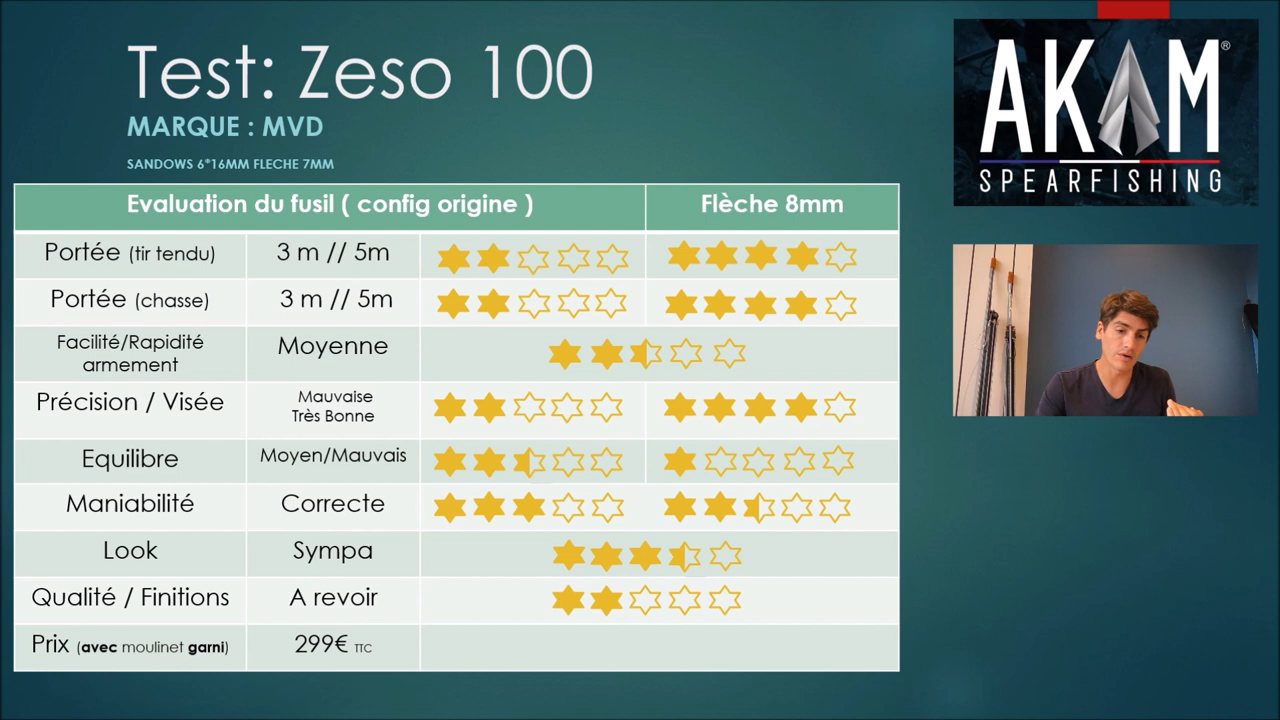 Test: Zeso 100
MARQUE : MVD
SANDOWS 6*16MM FLECHE 7MM
AKAM®
SPEARFISHING
Evaluation du fusil ( config origine ) Flèche 8mm
Portée (tir tendu) 3 m // 5m
Portée (chasse) 3 m // 5m
Facilité/Rapidité
armement
Moyenne
Précision / Visée
Mauvaise
Très Bonne
Equilibre Moyen/Mauvais
Maniabilité Correcte
Look Sympa
Qualité / Finitions A revoir
Prix (avec moulinet garni) 299€ TTC